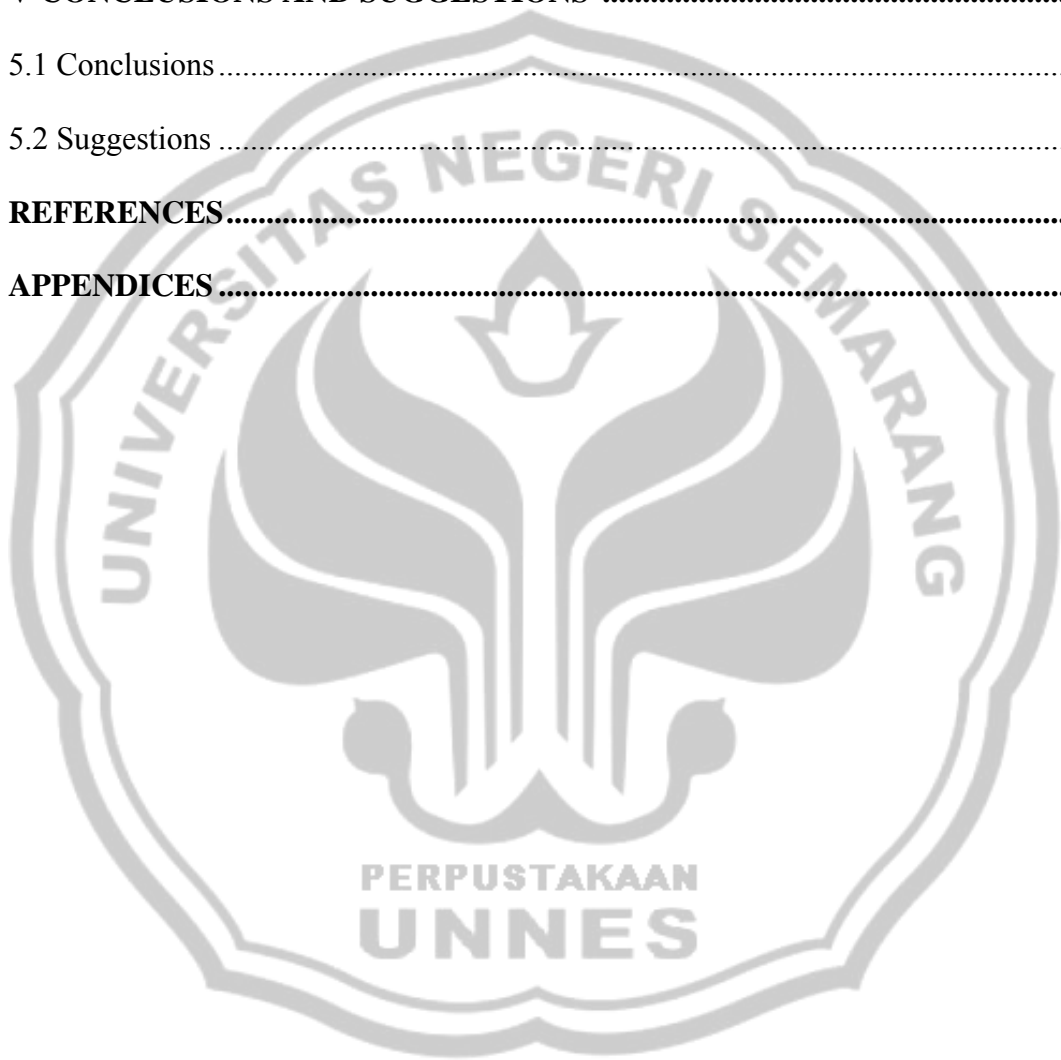 V CONCLUSIONS AND SUGGESTIONS ................................................................
5.1 Conclusions ................................................................
5.2 Suggestions ................................................................
REFERENCES ................................................................
APPENDICES ................................................................
UNIVERSITAS NEGERI SEMARANG
PERPUSTAKAAN
UNNES